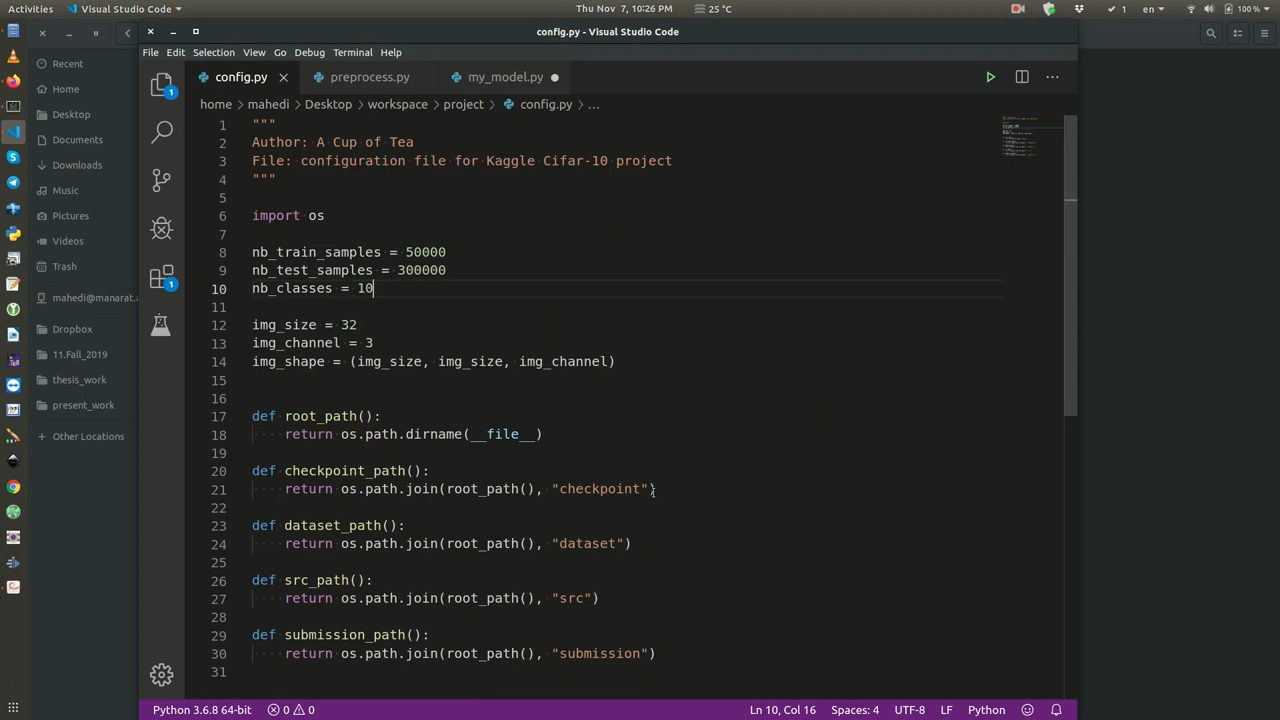 Activities
Visual Studio Code
Thu Nov 7, 10:26 PM
25 °C
1
en
100 %
config.py - Visual Studio Code
File Edit Selection View Go Debug Terminal Help
config.py
preprocess.py
my_model.py
home > mahedi > Desktop > workspace > project > config.py > ...
Recent
Home
Desktop
Documents
Downloads
Music
Pictures
Videos
Trash
mahedi@manarat.a
Dropbox
11.Fall_2019
thesis_work
present_work
+ Other Locations
1
1
1 """
2 Author: A Cup of Tea
3 File: configuration file for Kaggle Cifar-10 project
4 """
5
6 import os
7
8 nb_train_samples = 50000
9 nb_test_samples = 300000
10 nb_classes = 10
11
12 img_size = 32
13 img_channel = 3
14 img_shape = (img_size, img_size, img_channel)
15
16
17 def root_path():
18 return os.path.dirname(__file__)
19
20 def checkpoint_path():
21 return os.path.join(root_path(), "checkpoint")
22
23 def dataset_path():
24 return os.path.join(root_path(), "dataset")
25
26 def src_path():
27 return os.path.join(root_path(), "src")
28
29 def submission_path():
30 return os.path.join(root_path(), "submission")
31
Python 3.6.8 64-bit
0 0
Ln 10, Col 16
Spaces: 4
UTF-8
LF
Python